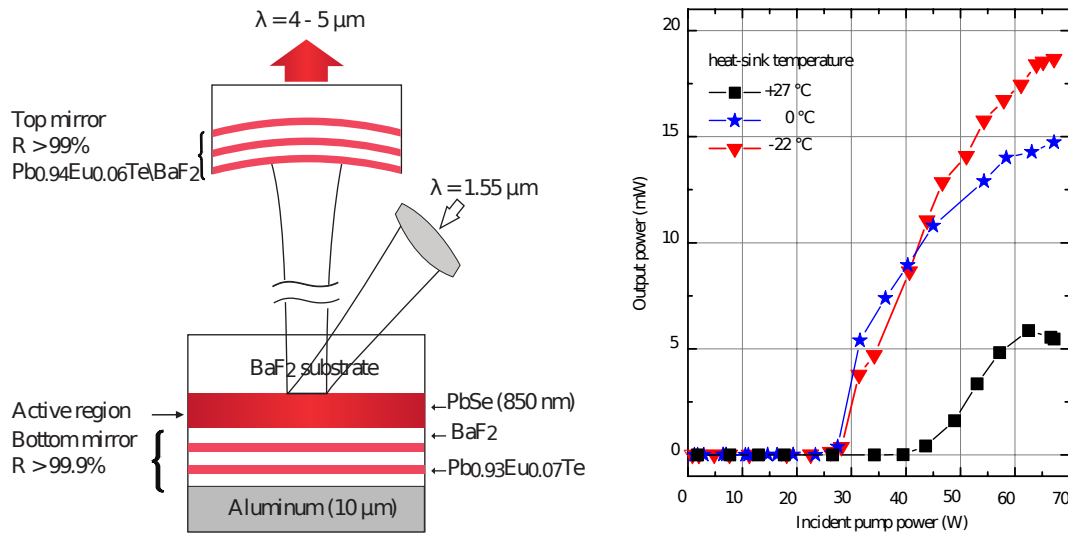 λ = 4 - 5 µm
Top mirror
R > 99%
Pb0.94Eu0.06Te\BaF2
λ = 1.55 µm
BaF2 substrate
Active region
PbSe (850 nm)
BaF2
Bottom mirror
R > 99.9%
Pb0.93Eu0.07Te
Aluminum (10 µm)
20
15
10
5
0
Output power (mW)
heat-sink temperature
+27 °C
0 °C
-22 °C
0 10 20 30 40 50 60 70
Incident pump power (W)